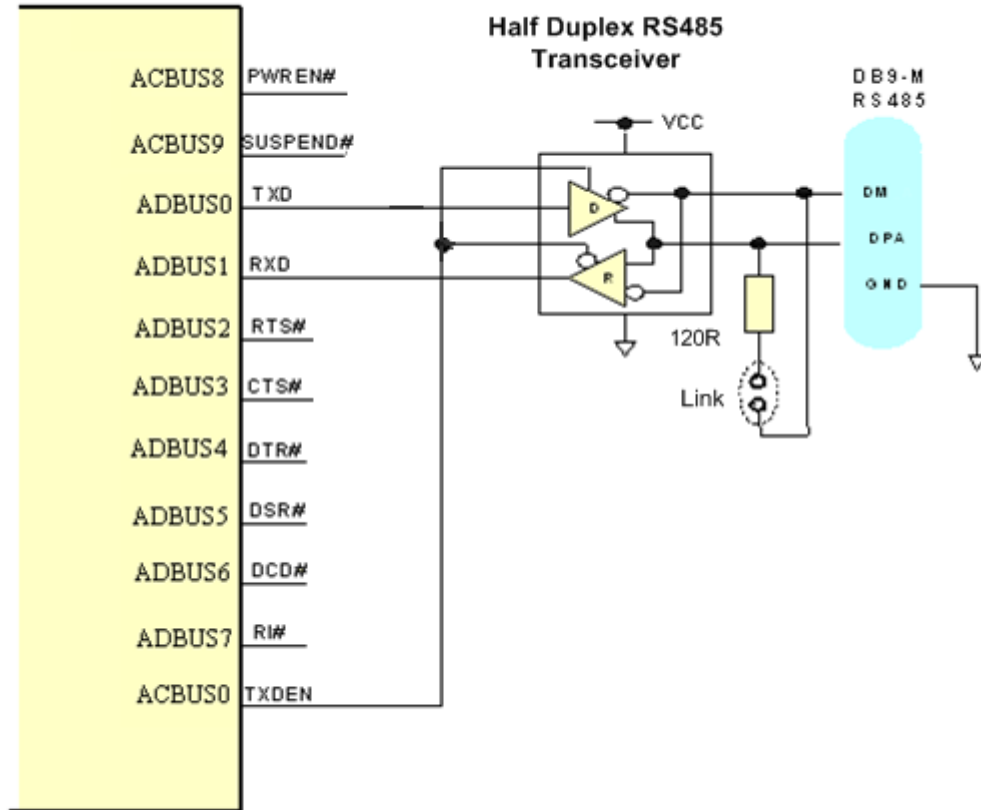 Half Duplex RS485
Transceiver
DB9-M
RS485
VCC
ACBUS8 PWREN#
ACBUS9 SUSPEND#
ADBUS0 TXD
ADBUS1 RXD
ADBUS2 RTS#
ADBUS3 CTS#
ADBUS4 DTR#
ADBUS5 DSR#
ADBUS6 DCD#
ADBUS7 RI#
ACBUS0 TXDEN
D
R
DM
DPA
GND
120R
Link